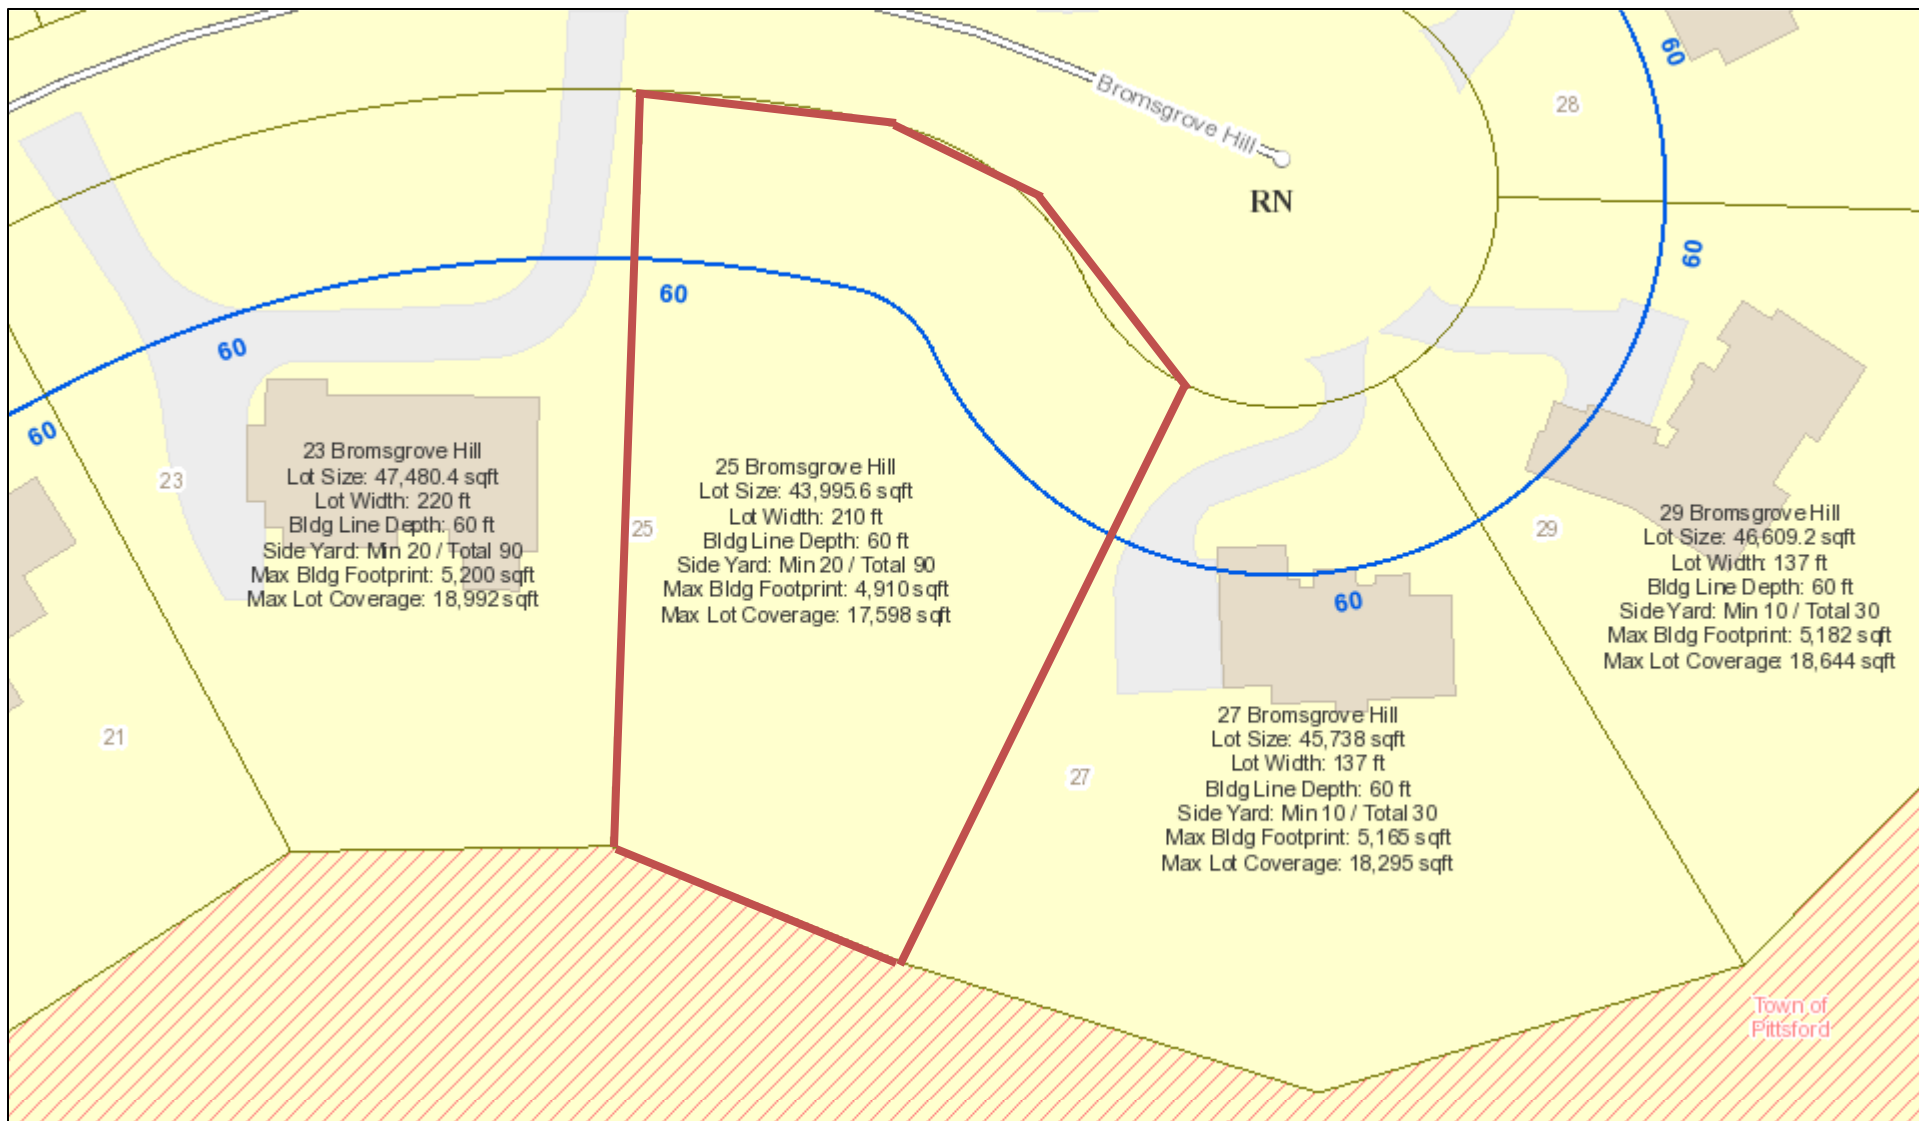 Bromsgrove Hill
RN
28
60
60
60
60
60
60
23
25
27
29
21
23 Bromsgrove Hill
Lot Size: 47,480.4 sqft
Lot Width: 220 ft
Bldg Line Depth: 60 ft
Side Yard: Min 20 / Total 90
Max Bldg Footprint: 5,200 sqft
Max Lot Coverage: 18,992 sqft
25 Bromsgrove Hill
Lot Size: 43,995.6 sqft
Lot Width: 210 ft
Bldg Line Depth: 60 ft
Side Yard: Min 20 / Total 90
Max Bldg Footprint: 4,910 sqft
Max Lot Coverage: 17,598 sqft
27 Bromsgrove Hill
Lot Size: 45,738 sqft
Lot Width: 137 ft
Bldg Line Depth: 60 ft
Side Yard: Min 10 / Total 30
Max Bldg Footprint: 5,165 sqft
Max Lot Coverage: 18,295 sqft
29 Bromsgrove Hill
Lot Size: 46,609.2 sqft
Lot Width: 137 ft
Bldg Line Depth: 60 ft
Side Yard: Min 10 / Total 30
Max Bldg Footprint: 5,182 sqft
Max Lot Coverage: 18,644 sqft
Town of
Pittsford